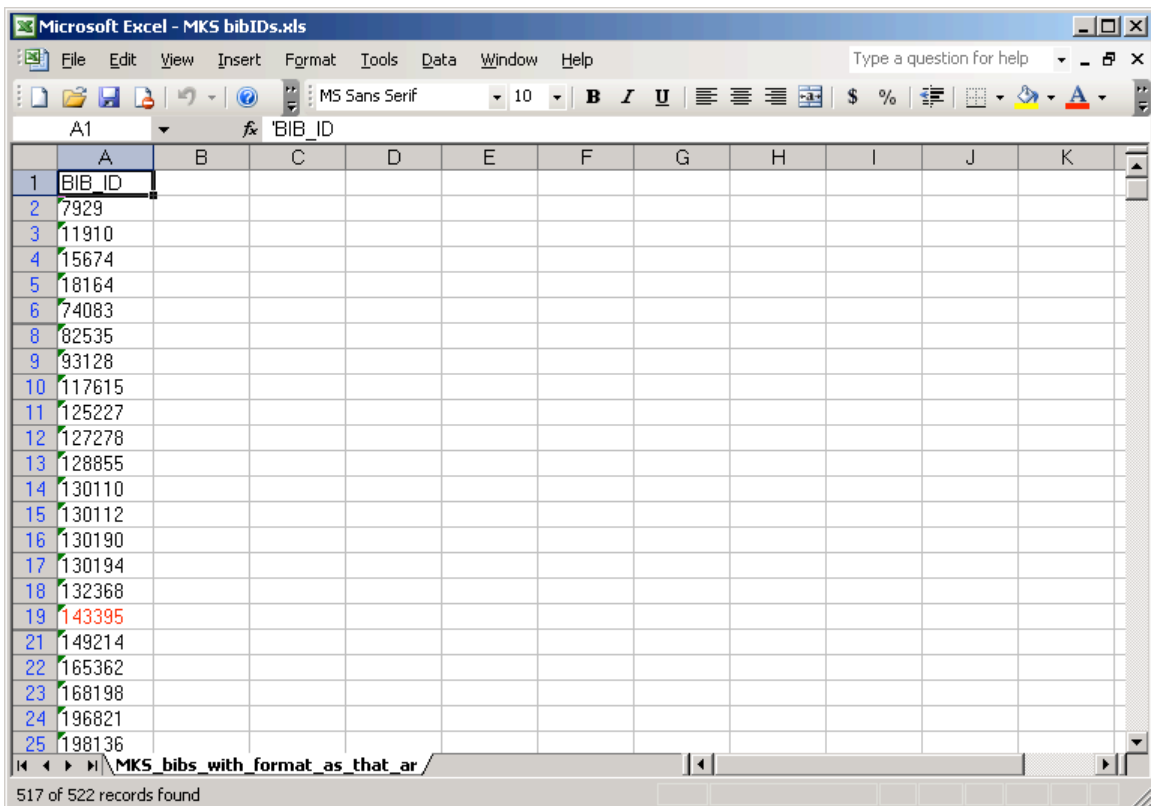 Microsoft Excel - MKS bibIDs.xls
File Edit View Insert Format Tools Data Window Help Type a question for help
MS Sans Serif 10 B I U $ % A
A1 fx 'BIB_ID
A B C D E F G H I J K
1 BIB_ID
2 7929
3 11910
4 15674
5 18164
6 74083
8 82535
9 93128
10 117615
11 125227
12 127278
13 128855
14 130110
15 130112
16 130190
17 130194
18 132368
19 143395
21 149214
22 165362
23 168198
24 196821
25 198136
MKS_bibs_with_format_as_that_ar
517 of 522 records found